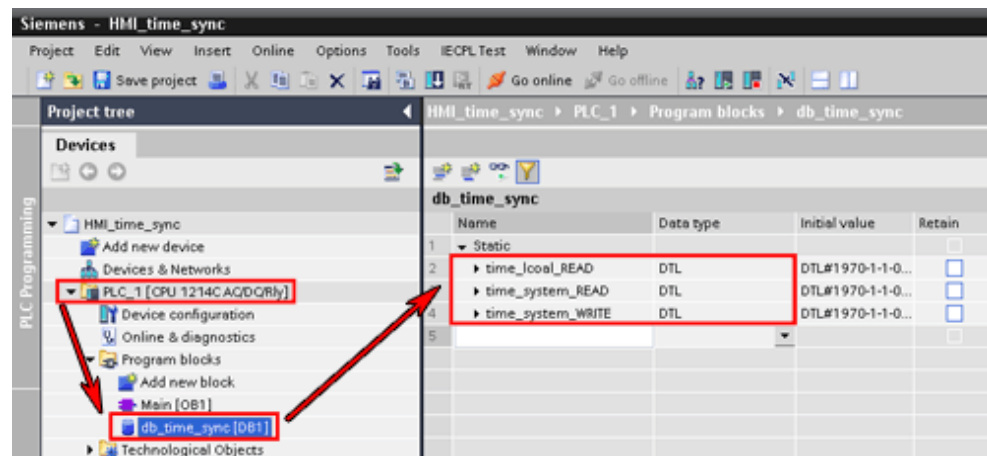 Siemens - HMI_time_sync
Project Edit View Insert Online Options Tools IECPL Test Window Help
Save project Go online Go offline
Project tree
HMI_time_sync PLC_1 Program blocks db_time_sync
Devices
PLC Programming
HMI_time_sync
Add new device
Devices & Networks
PLC_1 [CPU 1214C AC/DC/Rly]
Device configuration
Online & diagnostics
Program blocks
Add new block
Main [OB1]
db_time_sync [DB1]
Technological Objects
db_time_sync
Name Data type Initial value Retain
1 Static
2 time_lcoal_READ DTL DTL#1970-1-1-0...
time_system_READ DTL DTL#1970-1-1-0...
4 time_system_WRITE DTL DTL#1970-1-1-0...
5